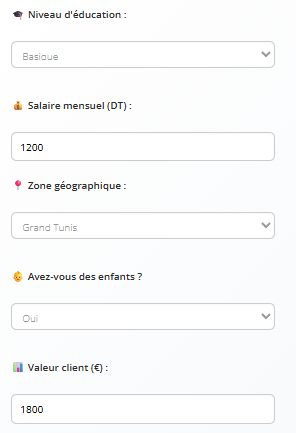 Niveau d'éducation :
Basique
Salaire mensuel (DT) :
1200
Zone géographique :
Grand Tunis
Avez-vous des enfants ?
Oui
Valeur client (€) :
1800